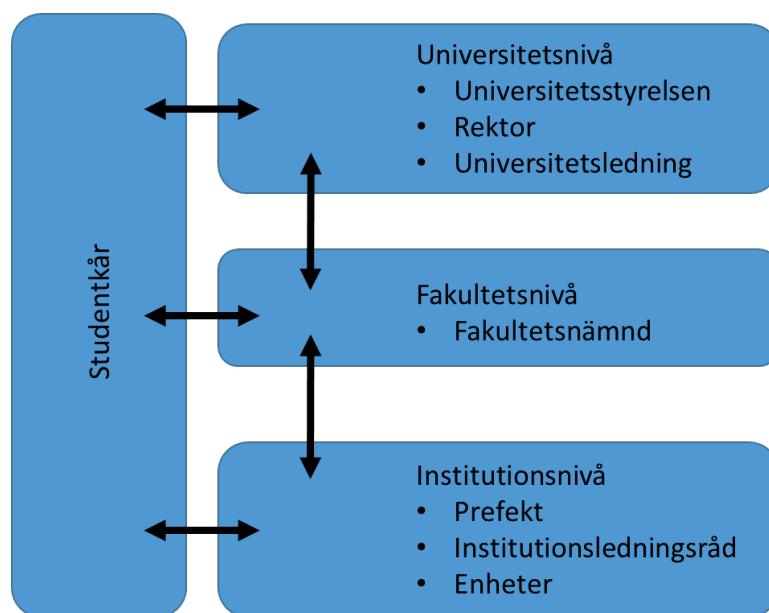 Studentkår
Universitetsnivå
• Universitetsstyrelsen
• Rektor
• Universitetsledning
Fakultetsnivå
• Fakultetsnämnd
Institutionsnivå
• Prefekt
• Institutionsledningsråd
• Enheter